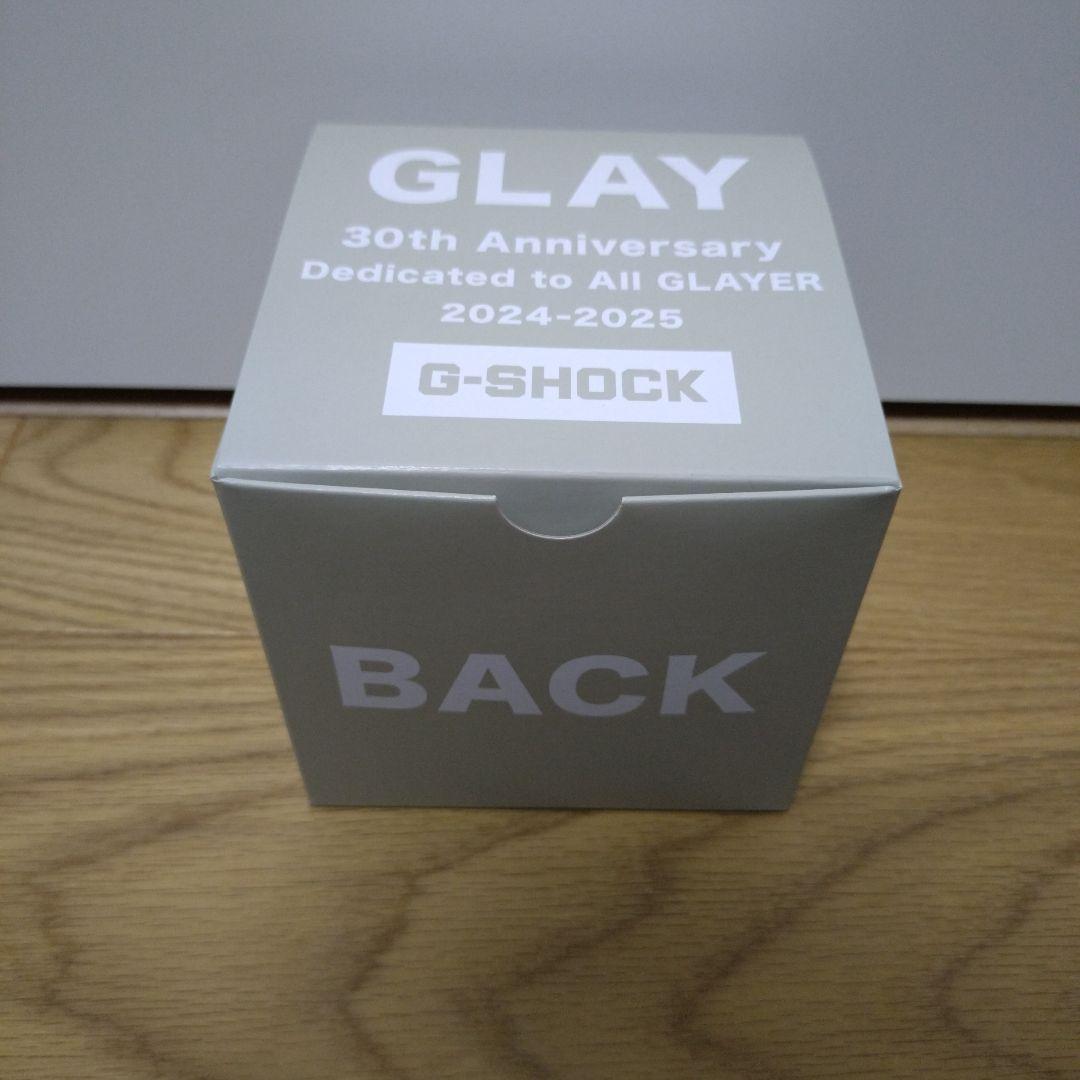 GLAY
30th Anniversary
Dedicated to All GLAYER
2024-2025
G-SHOCK
BACK